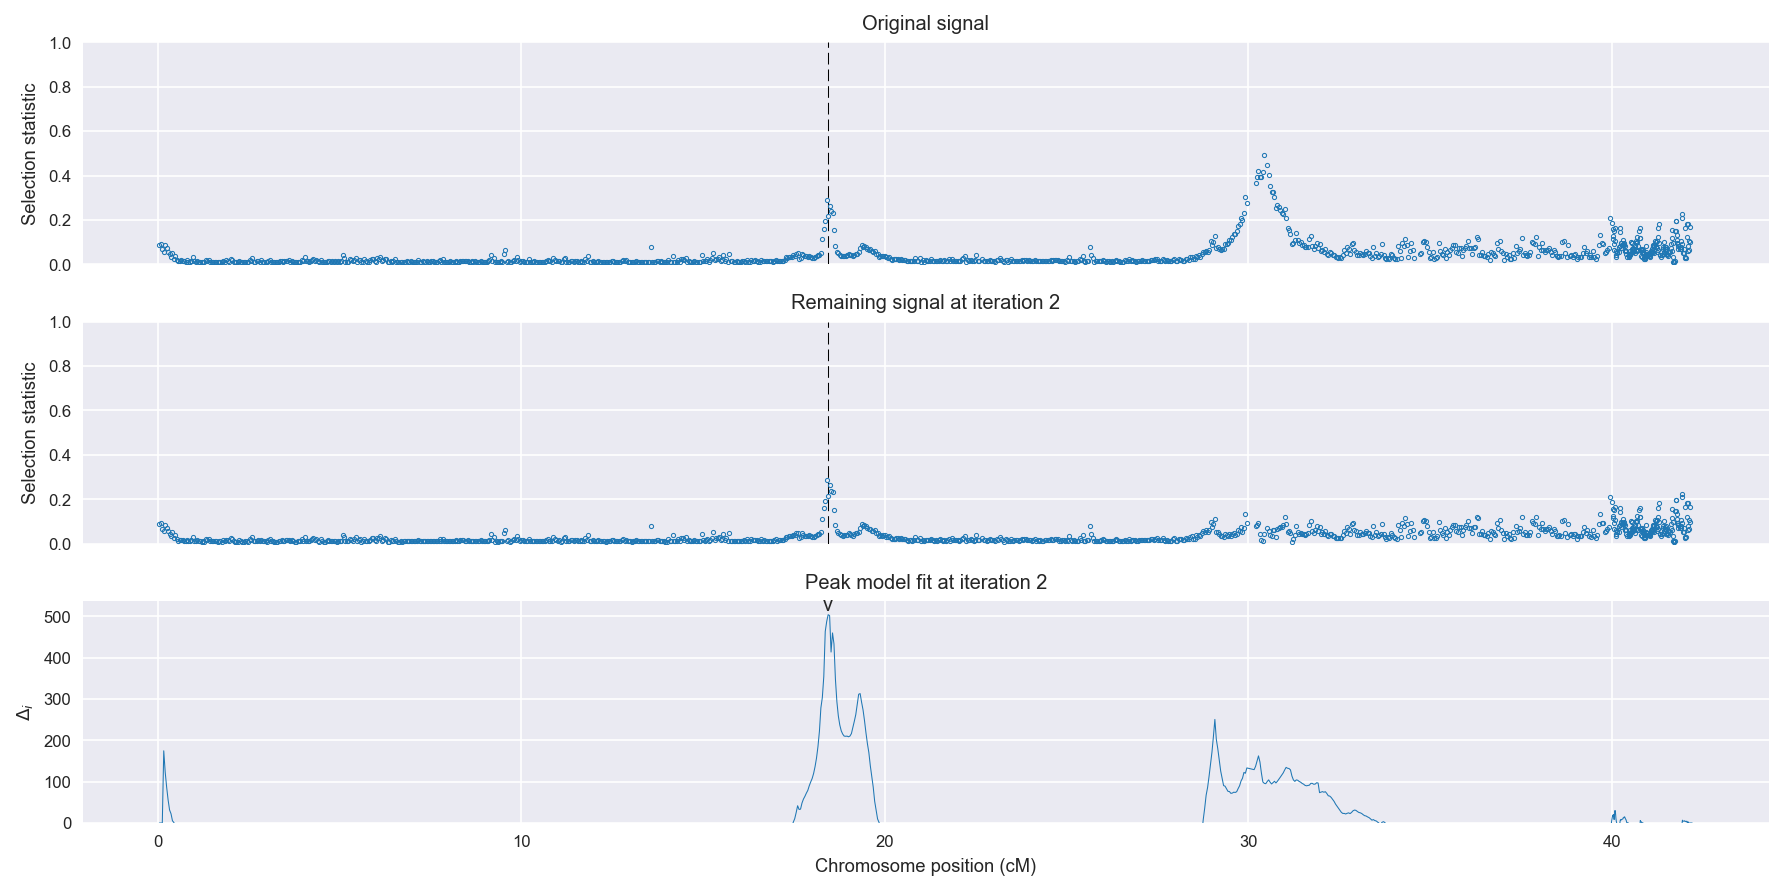 Original signal
1.0
0.8
0.6
0.4
0.2
0.0
Selection statistic
Remaining signal at iteration 2
1.0
0.8
0.6
0.4
0.2
0.0
Selection statistic
Peak model fit at iteration 2
v
500
400
300
200
100
0
Δi
0 10 20 30 40
Chromosome position (cM)